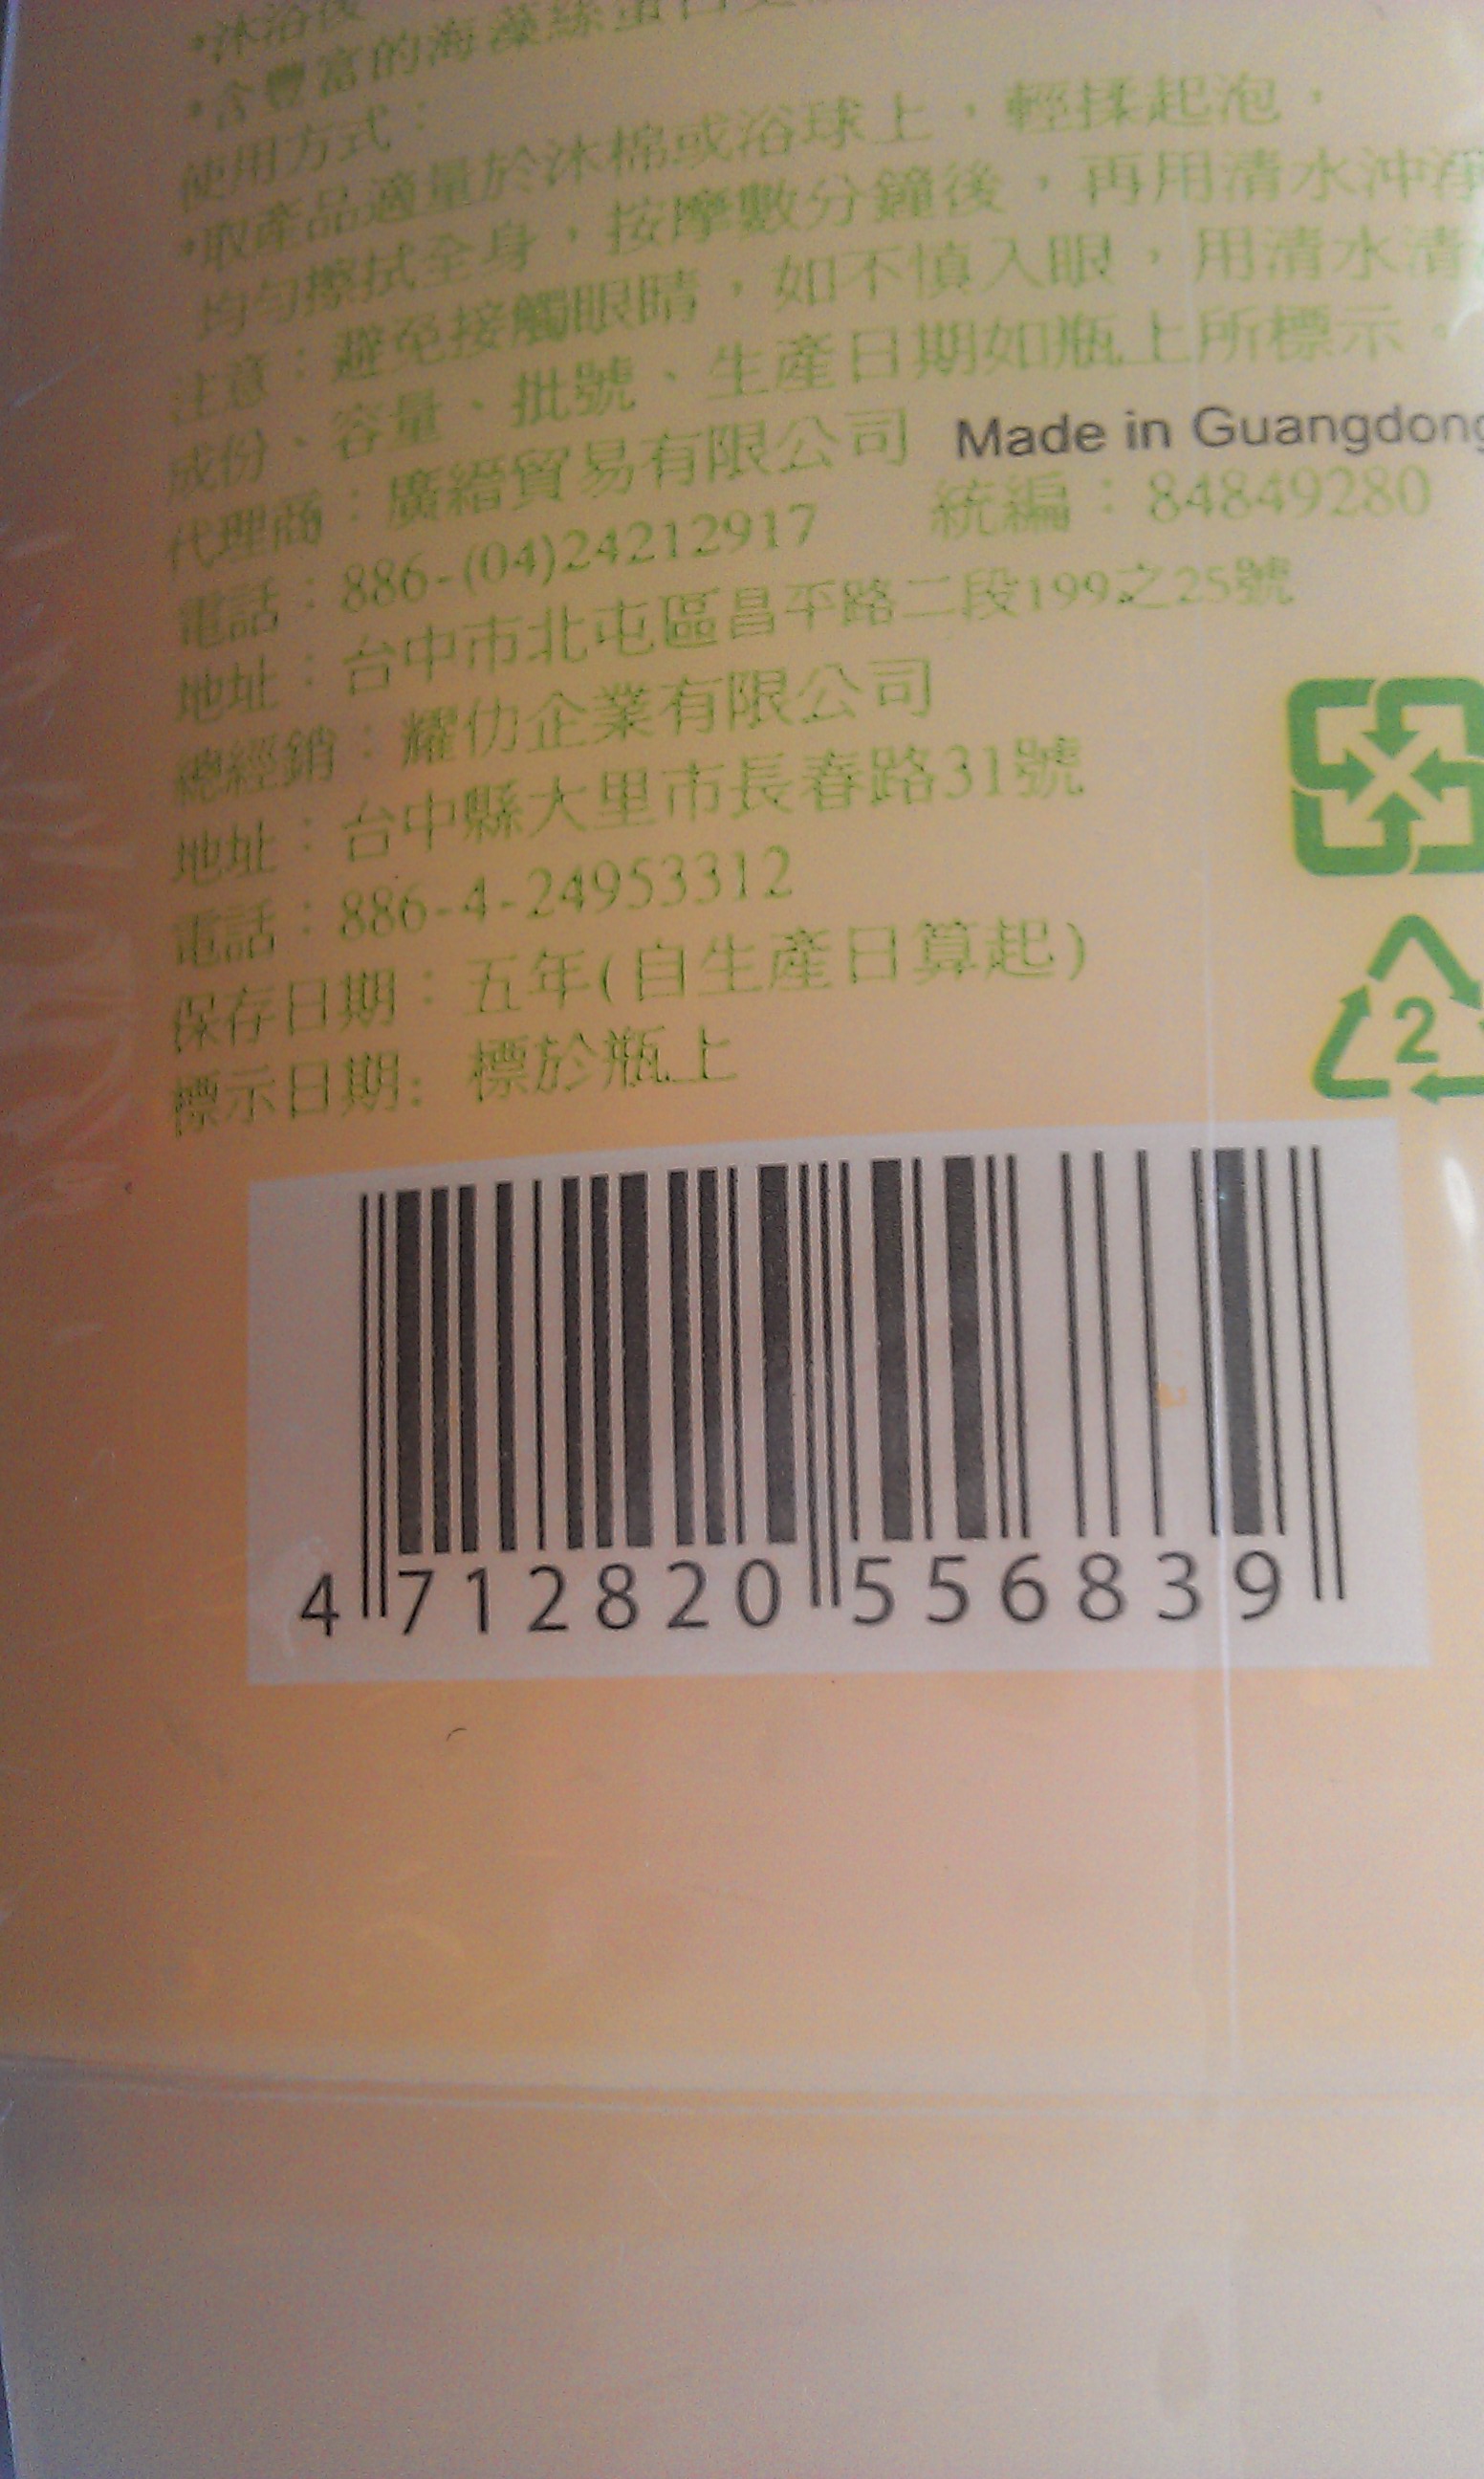 •沐浴後
•含豐富的海藻絲蛋白
使用方式：
•取產品適量於沐棉或浴球上，輕揉起泡，
均勻擦拭全身，按摩數分鐘後，再用清水沖淨
注意：避免接觸眼睛，如不慎入眼，用清水清
成份、容量、批號、生產日期如瓶上所標示。
代理商：廣縉貿易有限公司 Made in Guangdong
電話：886-(04)24212917 統編：84849280
地址：台中市北屯區昌平路二段199之25號
總經銷：耀仂企業有限公司
地址：台中縣大里市長春路31號
電話：886-4-24953312
保存日期：五年(自生產日算起)
標示日期: 標於瓶上
2
4 712820 556839